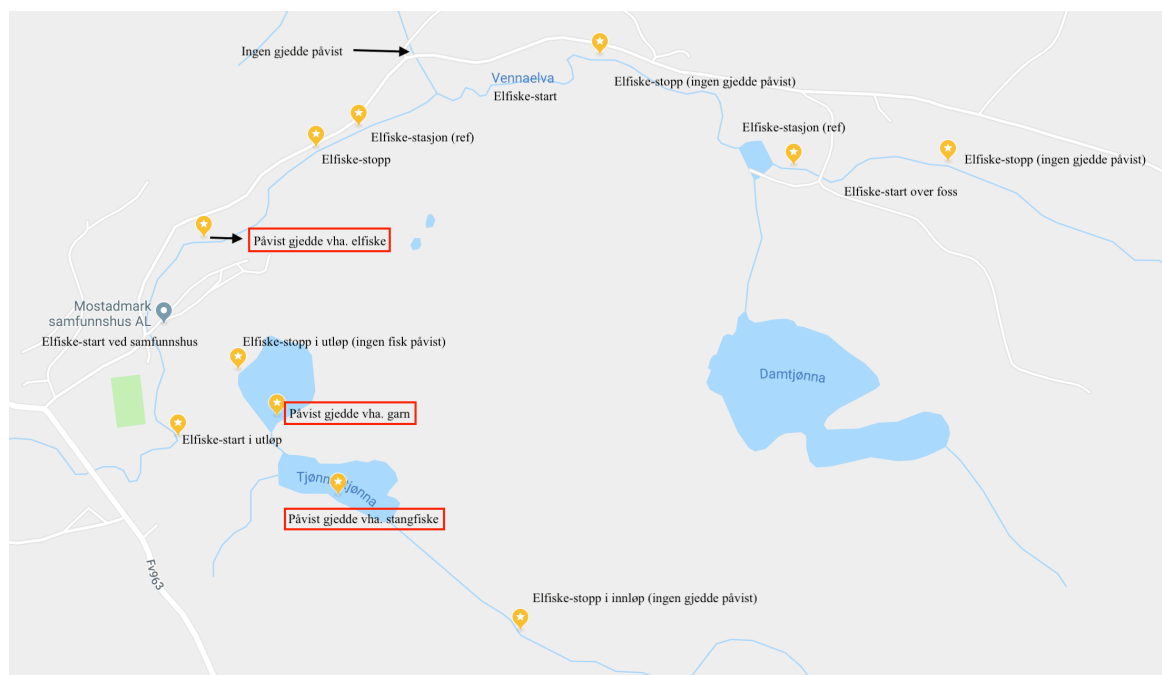 Ingen gjedde påvist
Vennaelva
Elfiske-start
Elfiske-stopp (ingen gjedde påvist)
Elfiske-stasjon (ref)
Elfiske-stasjon (ref)
Elfiske-stopp
Elfiske-stopp (ingen gjedde påvist)
Elfiske-start over foss
Påvist gjedde vha. elfiske
Mostadmark
samfunnshus AL
Elfiske-start ved samfunnshus
Elfiske-stopp i utløp (ingen fisk påvist)
Damtjønna
Påvist gjedde vha. garn
Elfiske-start i utløp
Påvist gjedde vha. stangfiske
Fv963
Elfiske-stopp i innløp (ingen gjedde påvist)